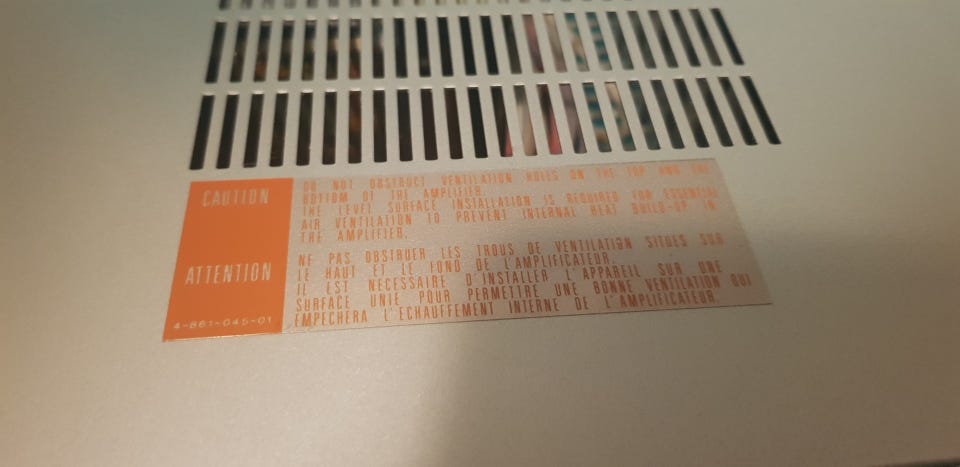 CAUTION
DO NOT OBSTRUCT VENTILATION HOLES ON THE TOP AND THE
BOTTOM OF THE AMPLIFIER.
THE LEVEL SURFACE INSTALLATION IS REQUIRED FOR ESSENTIAL
AIR VENTILATION TO PREVENT INTERNAL HEAT BUILD-UP IN
THE AMPLIFIER.
ATTENTION
NE PAS OBSTRUER LES TROUS DE VENTILATION SITUES SUR
LE HAUT ET LE FOND DE L'AMPLIFICATEUR.
IL EST NECESSAIRE D'INSTALLER L'APPAREIL SUR UNE
SURFACE UNIE POUR PERMETTRE UNE BONNE VENTILATION QUI
EMPECHERA L'ECHAUFFEMENT INTERNE DE L'AMPLIFICATEUR.
4-861-045-01